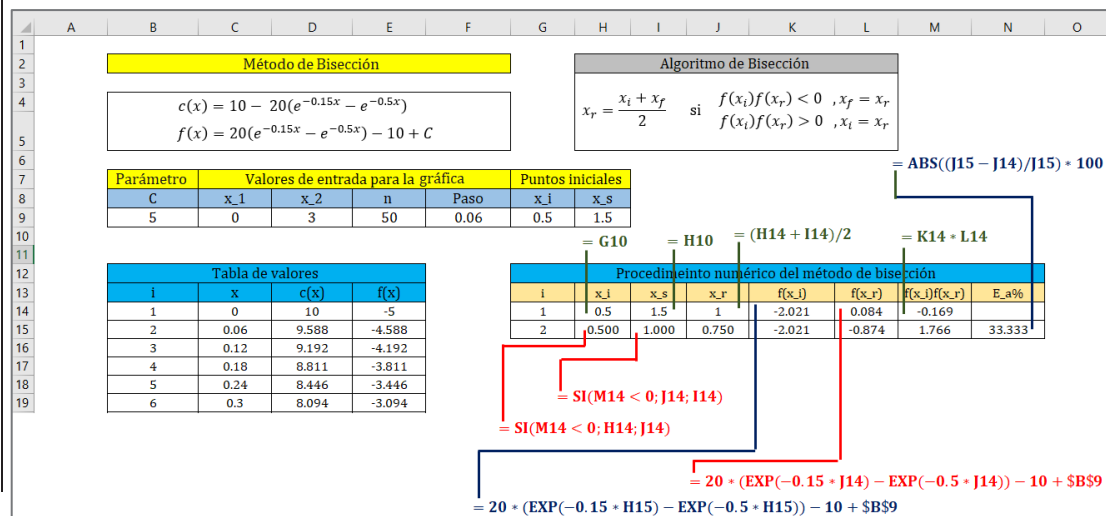 A B C D E F G H I J K L M N O
1
2 Método de Bisección Algoritmo de Bisección
3
4 c(x) = 10 − 20(e^{−0.15x} − e^{−0.5x})
f(x) = 20(e^{−0.15x} − e^{−0.5x}) − 10 + C
x_r = (x_i + x_f)/2 si f(x_i)f(x_r) < 0 , x_f = x_r
f(x_i)f(x_r) > 0 , x_i = x_r
5
6
= ABS((J15 − J14)/J15) * 100
7 Parámetro Valores de entrada para la gráfica Puntos iniciales
8 C x_1 x_2 n Paso x_i x_s
9 5 0 3 50 0.06 0.5 1.5
10 = G10 = H10 = (H14 + I14)/2 = K14 * L14
11
12 Tabla de valores Procedimeinto numérico del método de bisección
13 i x c(x) f(x) i x_i x_s x_r f(x_i) f(x_r) f(x_i)f(x_r) E_a%
14 1 0 10 -5 1 0.5 1.5 1 -2.021 0.084 -0.169
15 2 0.06 9.588 -4.588 2 0.500 1.000 0.750 -2.021 -0.874 1.766 33.333
16 3 0.12 9.192 -4.192
17 4 0.18 8.811 -3.811
18 5 0.24 8.446 -3.446
19 6 0.3 8.094 -3.094
= SI(M14 < 0; J14; I14)
= SI(M14 < 0; H14; J14)
= 20 * (EXP(−0.15 * J14) − EXP(−0.5 * J14)) − 10 + $B$9
= 20 * (EXP(−0.15 * H15) − EXP(−0.5 * H15)) − 10 + $B$9